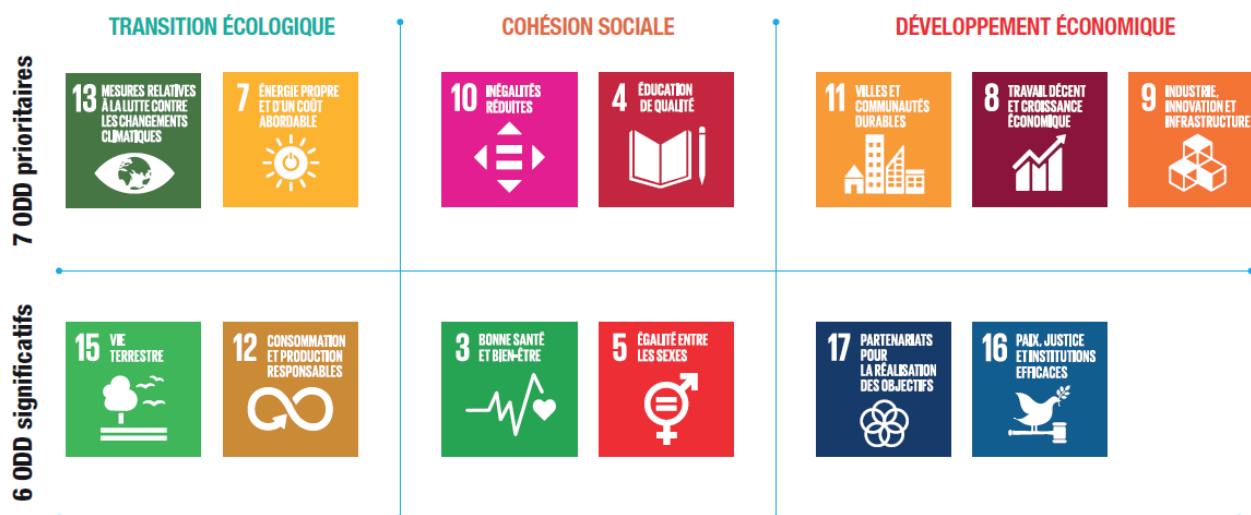 TRANSITION ÉCOLOGIQUE
COHÉSION SOCIALE
DÉVELOPPEMENT ÉCONOMIQUE
7 ODD prioritaires
13 MESURES RELATIVES
À LA LUTTE CONTRE
LES CHANGEMENTS
CLIMATIQUES
7 ÉNERGIE PROPRE
ET D'UN COÛT
ABORDABLE
10 INÉGALITÉS
RÉDUITES
4 ÉDUCATION
DE QUALITÉ
11 VILLES ET
COMMUNAUTÉS
DURABLES
8 TRAVAIL DÉCENT
ET CROISSANCE
ÉCONOMIQUE
9 INDUSTRIE,
INNOVATION ET
INFRASTRUCTURE
6 ODD significatifs
15 VIE
TERRESTRE
12 CONSOMMATION
ET PRODUCTION
RESPONSABLES
3 BONNE SANTÉ
ET BIEN-ÊTRE
5 ÉGALITÉ ENTRE
LES SEXES
17 PARTENARIATS
POUR
LA RÉALISATION
DES OBJECTIFS
16 PAIX, JUSTICE
ET INSTITUTIONS
EFFICACES